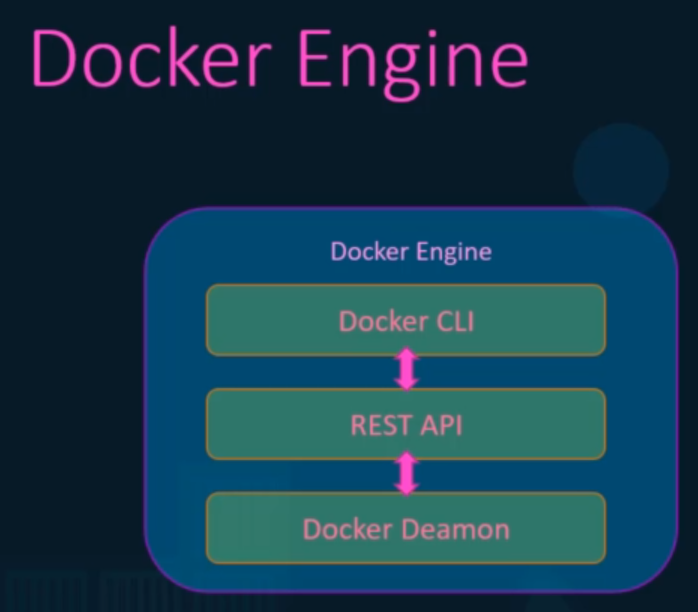 Docker Engine
Docker Engine
Docker CLI
REST API
Docker Deamon